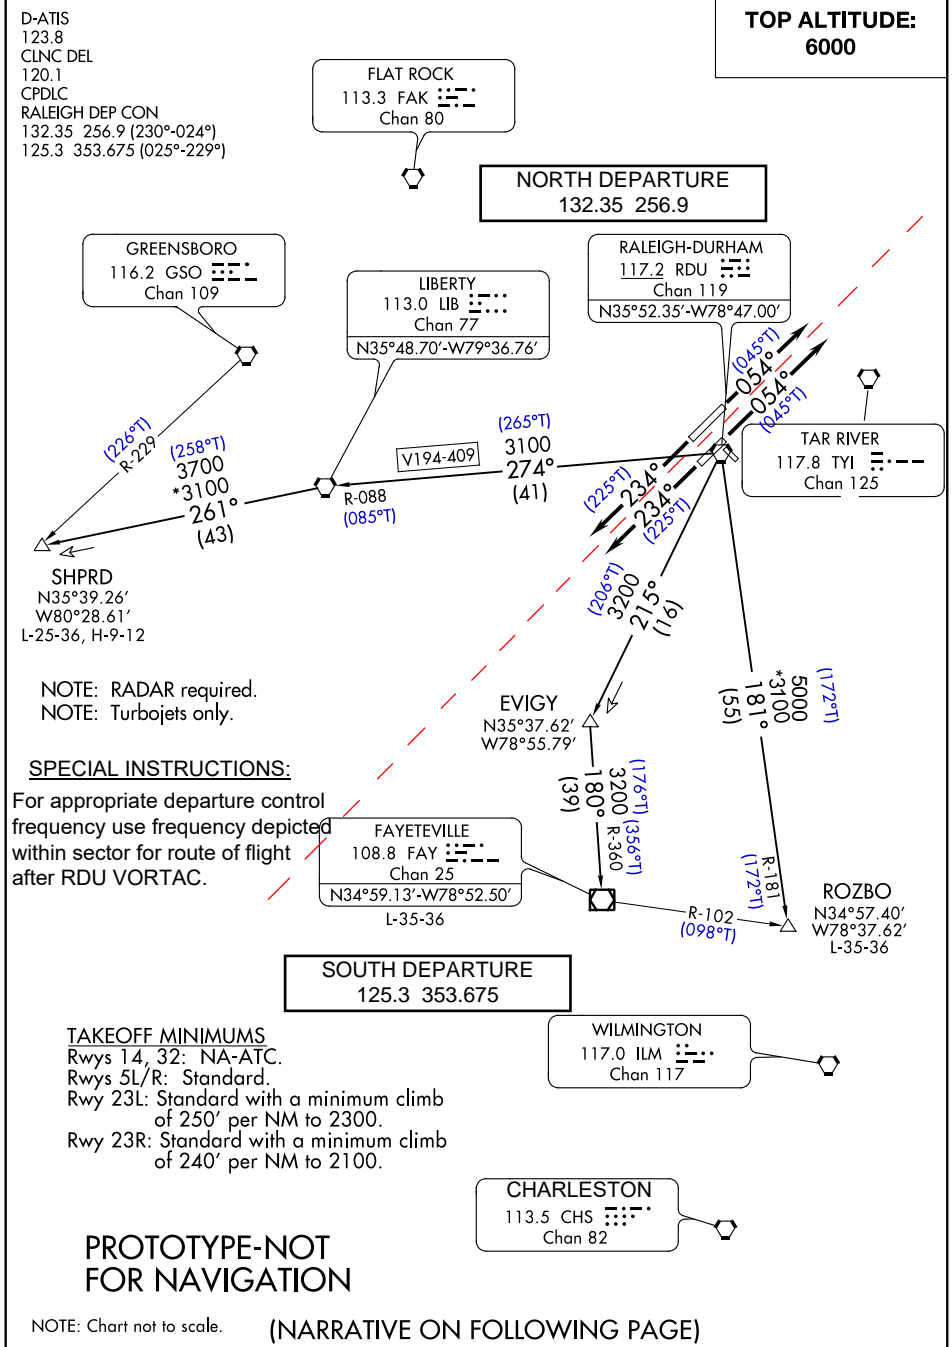 D-ATIS
123.8
CLNC DEL
120.1
CPDLC
RALEIGH DEP CON
132.35 256.9 (230°-024°)
125.3 353.675 (025°-229°)
TOP ALTITUDE:
6000
FLAT ROCK
113.3 FAK
Chan 80
NORTH DEPARTURE
132.35 256.9
GREENSBORO
116.2 GSO
Chan 109
LIBERTY
113.0 LIB
Chan 77
N35°48.70'-W79°36.76'
RALEIGH-DURHAM
117.2 RDU
Chan 119
N35°52.35'-W78°47.00'
(045°T)
054°
054°
(045°T)
TAR RIVER
117.8 TYI
Chan 125
(226°T)
R-229
(258°T)
3700
*3100
261°
(43)
V194-409
(265°T)
3100
274°
(41)
R-088
(085°T)
(225°T)
234°
234°
(225°T)
SHPRD
N35°39.26'
W80°28.61'
L-25-36, H-9-12
(206°T)
3200
215°
(16)
(172°T)
5000
*3100
181°
(55)
NOTE: RADAR required.
NOTE: Turbojets only.
EVIGY
N35°37.62'
W78°55.79'
SPECIAL INSTRUCTIONS:
For appropriate departure control
frequency use frequency depicted
within sector for route of flight
after RDU VORTAC.
(176°T)
3200
180°
(39)
R-360
(356°T)
FAYETEVILLE
108.8 FAY
Chan 25
N34°59.13'-W78°52.50'
L-35-36
R-102
(098°T)
R-181
(172°T)
ROZBO
N34°57.40'
W78°37.62'
L-35-36
SOUTH DEPARTURE
125.3 353.675
TAKEOFF MINIMUMS
Rwys 14, 32: NA-ATC.
Rwys 5L/R: Standard.
Rwy 23L: Standard with a minimum climb
of 250' per NM to 2300.
Rwy 23R: Standard with a minimum climb
of 240' per NM to 2100.
WILMINGTON
117.0 ILM
Chan 117
CHARLESTON
113.5 CHS
Chan 82
PROTOTYPE-NOT
FOR NAVIGATION
NOTE: Chart not to scale.
(NARRATIVE ON FOLLOWING PAGE)